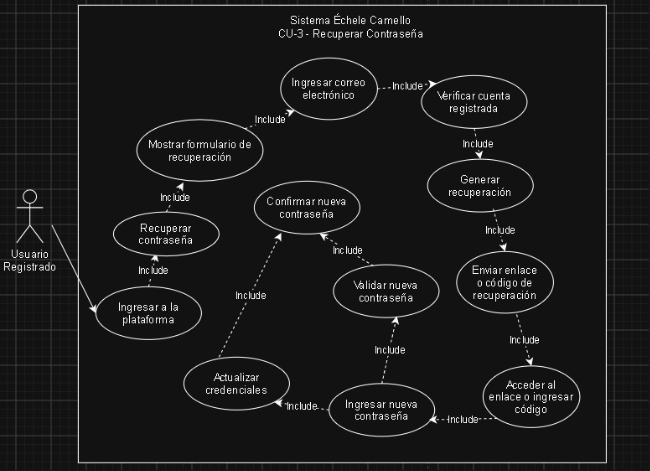 Sistema Échele Camello
CU-3 - Recuperar Contraseña
Ingresar correo
electrónico
Include
Verificar cuenta
registrada
Include
Mostrar formulario de
recuperación
Include
Generar
recuperación
Include
Confirmar nueva
contraseña
Include
Recuperar
contraseña
Include
Usuario
Registrado
Include
Enviar enlace
o código de
recuperación
Validar nueva
contraseña
Include
Ingresar a la
plataforma
Include
Include
Actualizar
credenciales
Acceder al
enlace o ingresar
código
Include
Ingresar nueva
contraseña
Include